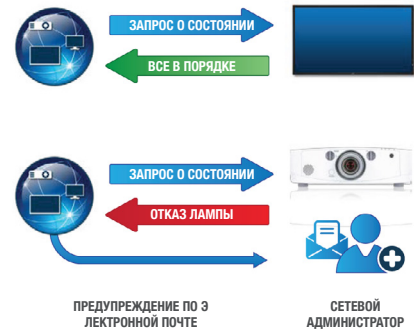 ЗАПРОС О СОСТОЯНИИ
ВСЕ В ПОРЯДКЕ
ЗАПРОС О СОСТОЯНИИ
ОТКАЗ ЛАМПЫ
ПРЕДУПРЕЖДЕНИЕ ПО Э
ЛЕКТРОННОЙ ПОЧТЕ
СЕТЕВОЙ
АДМИНИСТРАТОР